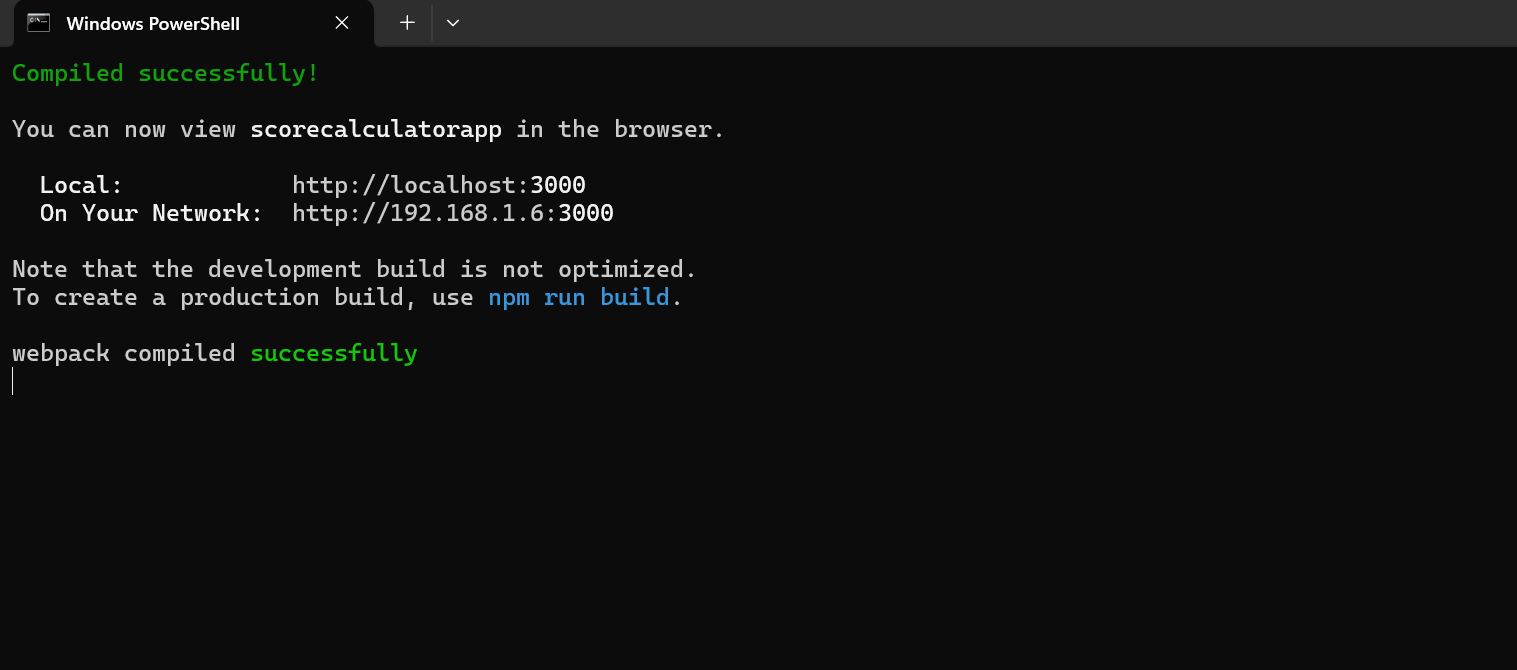 Windows PowerShell
Compiled successfully!
You can now view scorecalculatorapp in the browser.
Local: http://localhost:3000
On Your Network: http://192.168.1.6:3000
Note that the development build is not optimized.
To create a production build, use npm run build.
webpack compiled successfully